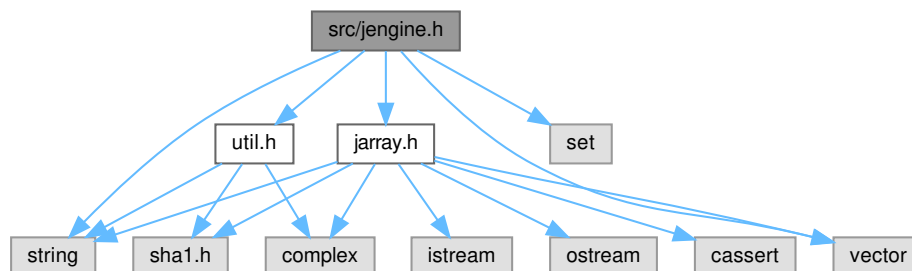 src/jengine.h
util.h
jarray.h
set
string
sha1.h
complex
istream
ostream
cassert
vector